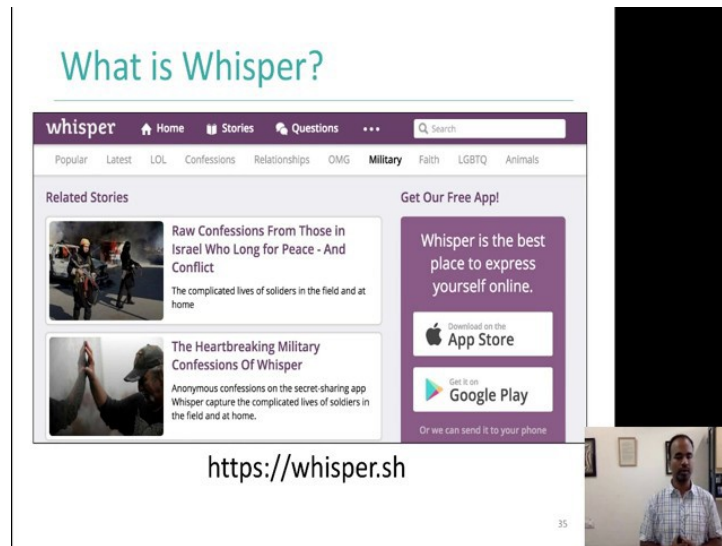 What is Whisper?
whisper Home Stories Questions ••• Search
Popular Latest LOL Confessions Relationships OMG Military Faith LGBTQ Animals
Related Stories
Raw Confessions From Those in
Israel Who Long for Peace - And
Conflict
The complicated lives of soliders in the field and at
home
The Heartbreaking Military
Confessions Of Whisper
Anonymous confessions on the secret-sharing app
Whisper capture the complicated lives of soldiers in
the field and at home.
Get Our Free App!
Whisper is the best
place to express
yourself online.
Download on the
App Store
Get it on
Google Play
Or we can send it to your phone
https://whisper.sh
35